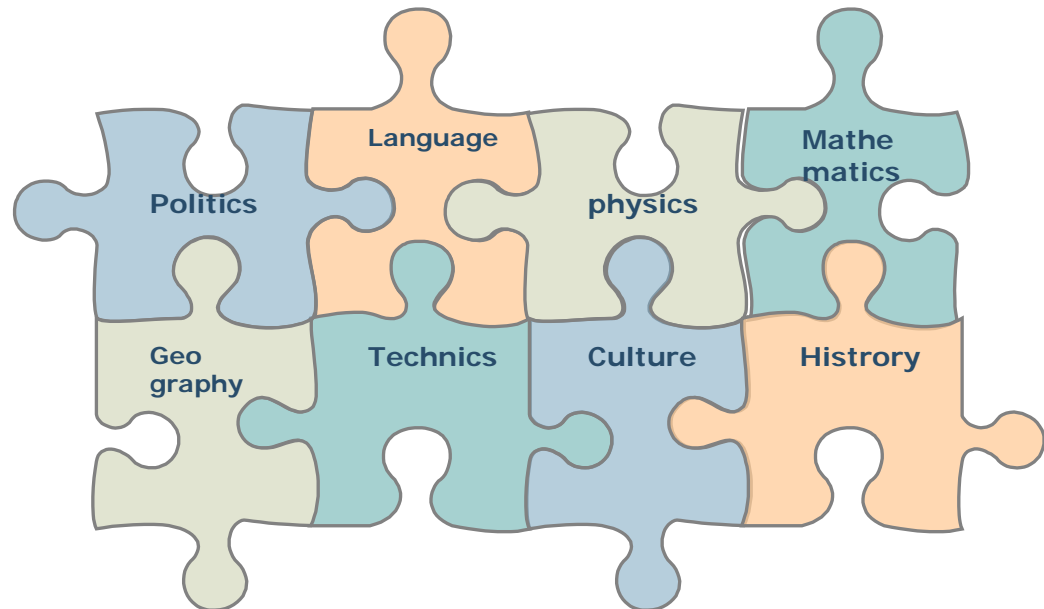 Politics
Language
physics
Mathe
matics
Geo
graphy
Technics
Culture
Histrory